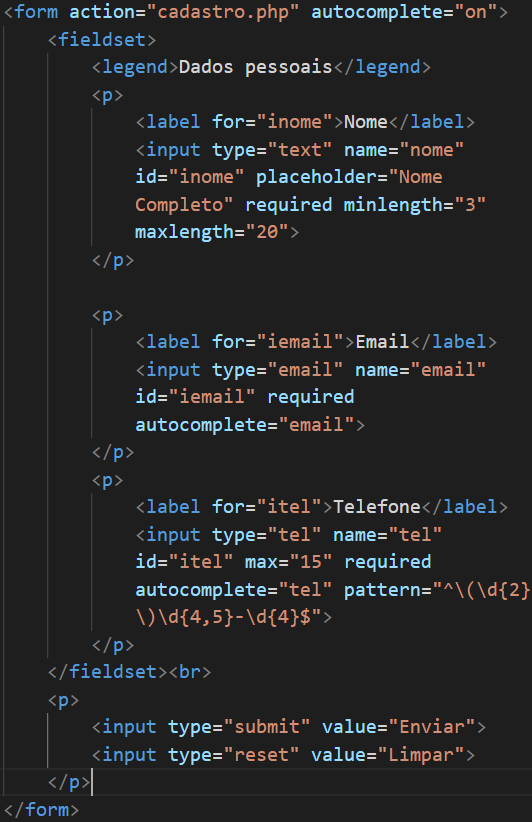 <form action="cadastro.php" autocomplete="on">
<fieldset>
<legend>Dados pessoais</legend>
<p>
<label for="inome">Nome</label>
<input type="text" name="nome"
id="inome" placeholder="Nome
Completo" required minlength="3"
maxlength="20">
</p>
<p>
<label for="iemail">Email</label>
<input type="email" name="email"
id="iemail" required
autocomplete="email">
</p>
<p>
<label for="itel">Telefone</label>
<input type="tel" name="tel"
id="itel" max="15" required
autocomplete="tel" pattern="^\(\d{2}
\)\d{4,5}-\d{4}$">
</p>
</fieldset><br>
<p>
<input type="submit" value="Enviar">
<input type="reset" value="Limpar">
</p>
</form>